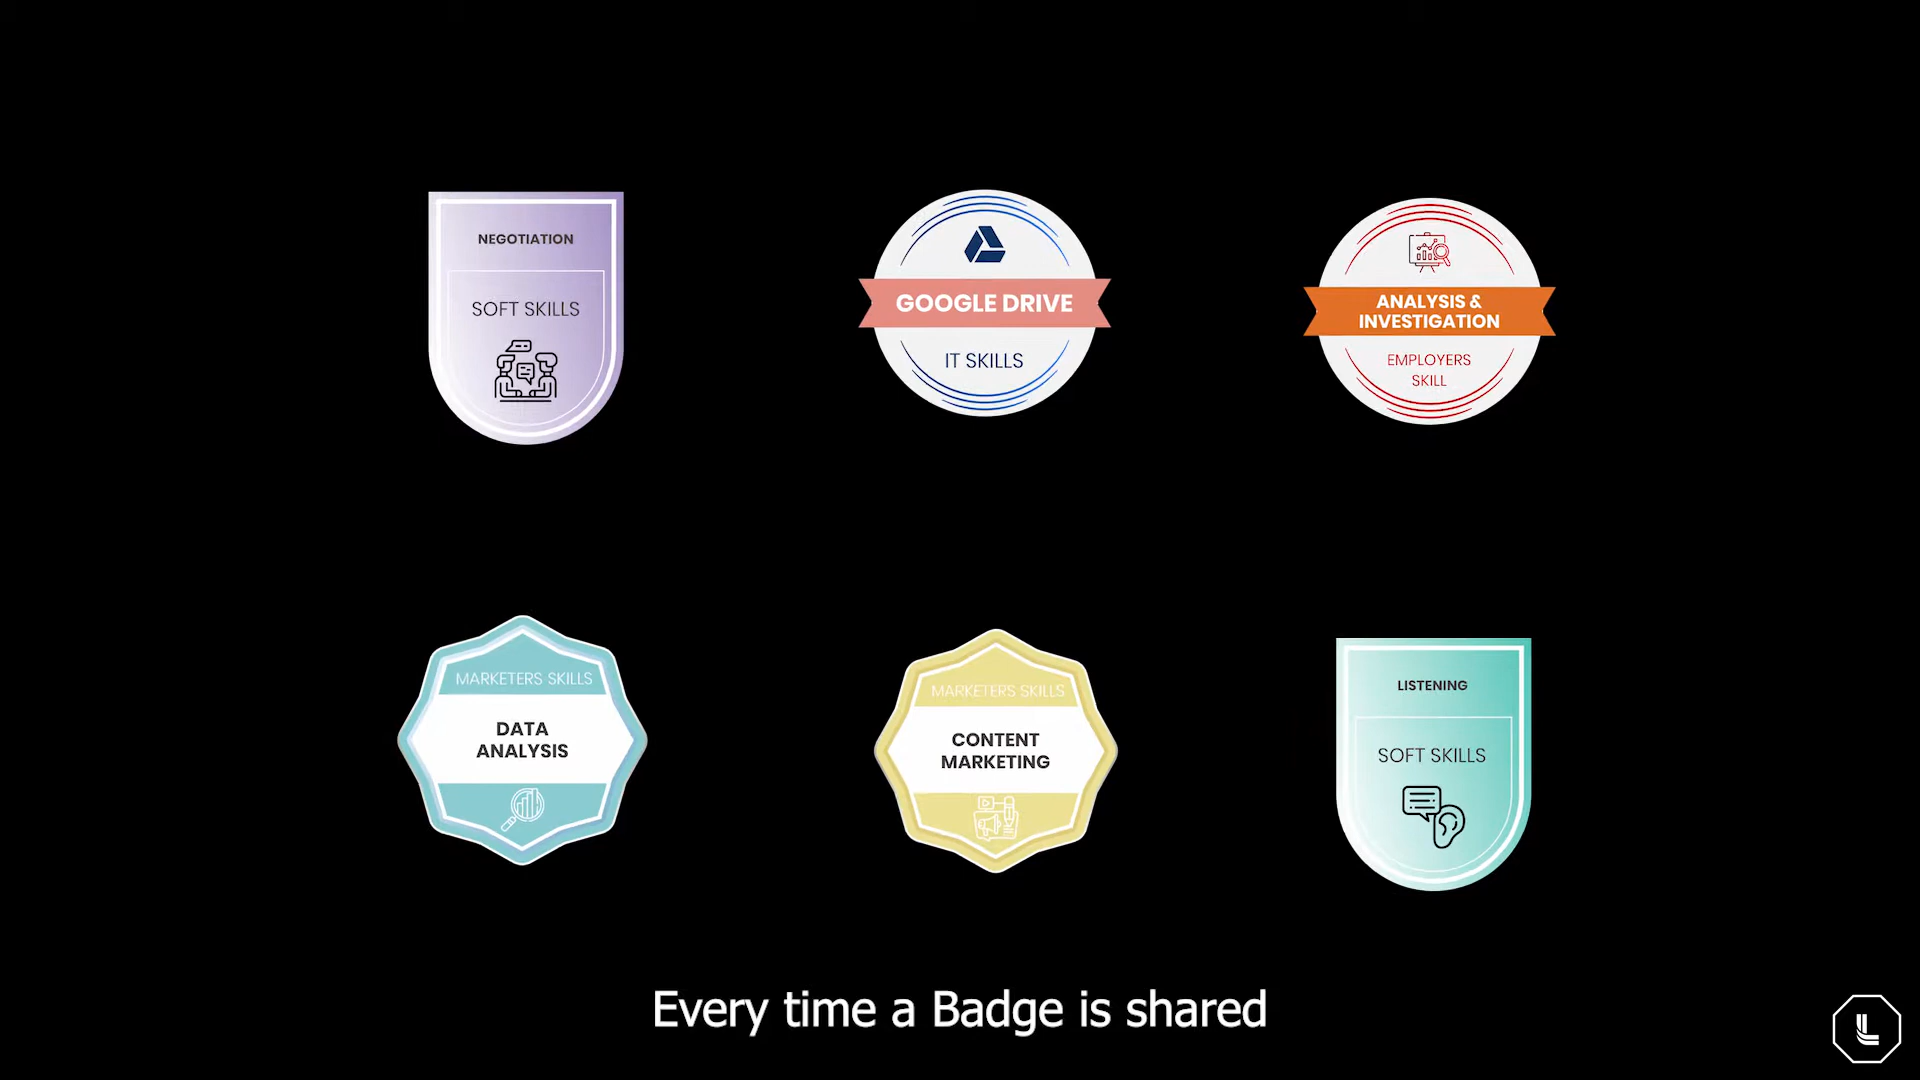 NEGOTIATION
SOFT SKILLS
GOOGLE DRIVE
IT SKILLS
ANALYSIS &
INVESTIGATION
EMPLOYERS
SKILL
MARKETERS SKILLS
DATA
ANALYSIS
MARKETERS SKILLS
CONTENT
MARKETING
LISTENING
SOFT SKILLS
Every time a Badge is shared